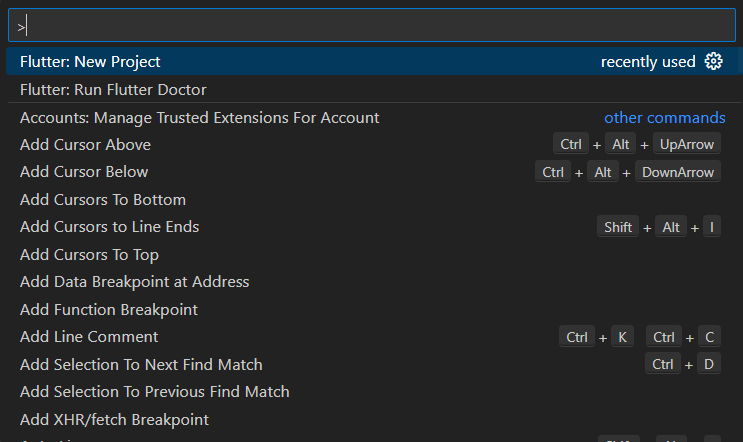 >
Flutter: New Project recently used
Flutter: Run Flutter Doctor
Accounts: Manage Trusted Extensions For Account other commands
Add Cursor Above Ctrl + Alt + UpArrow
Add Cursor Below Ctrl + Alt + DownArrow
Add Cursors To Bottom
Add Cursors to Line Ends Shift + Alt + I
Add Cursors To Top
Add Data Breakpoint at Address
Add Function Breakpoint
Add Line Comment Ctrl + K Ctrl + C
Add Selection To Next Find Match Ctrl + D
Add Selection To Previous Find Match
Add XHR/fetch Breakpoint